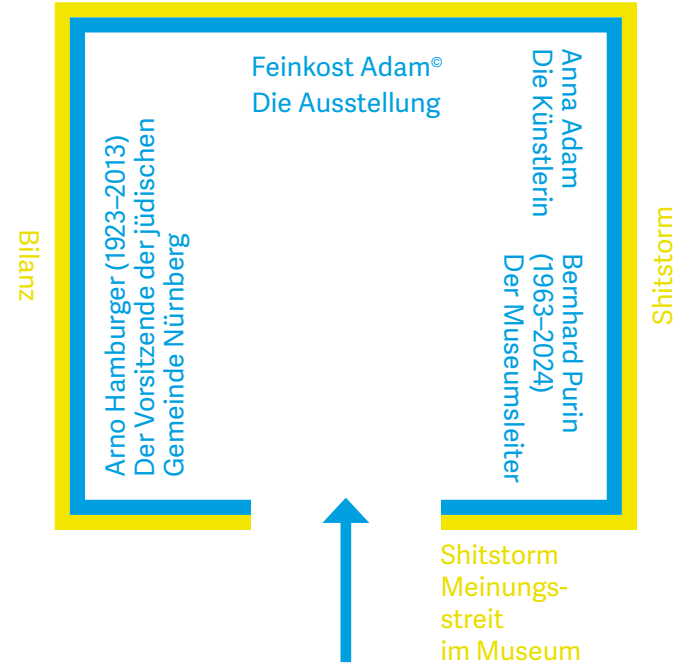 Feinkost Adam©
Die Ausstellung
Anna Adam
Die Künstlerin
Bernhard Purin
(1963–2024)
Der Museumsleiter
Arno Hamburger (1923–2013)
Der Vorsitzende der jüdischen
Gemeinde Nürnberg
Bilanz
Shitstorm
Shitstorm
Meinungs-
streit
im Museum